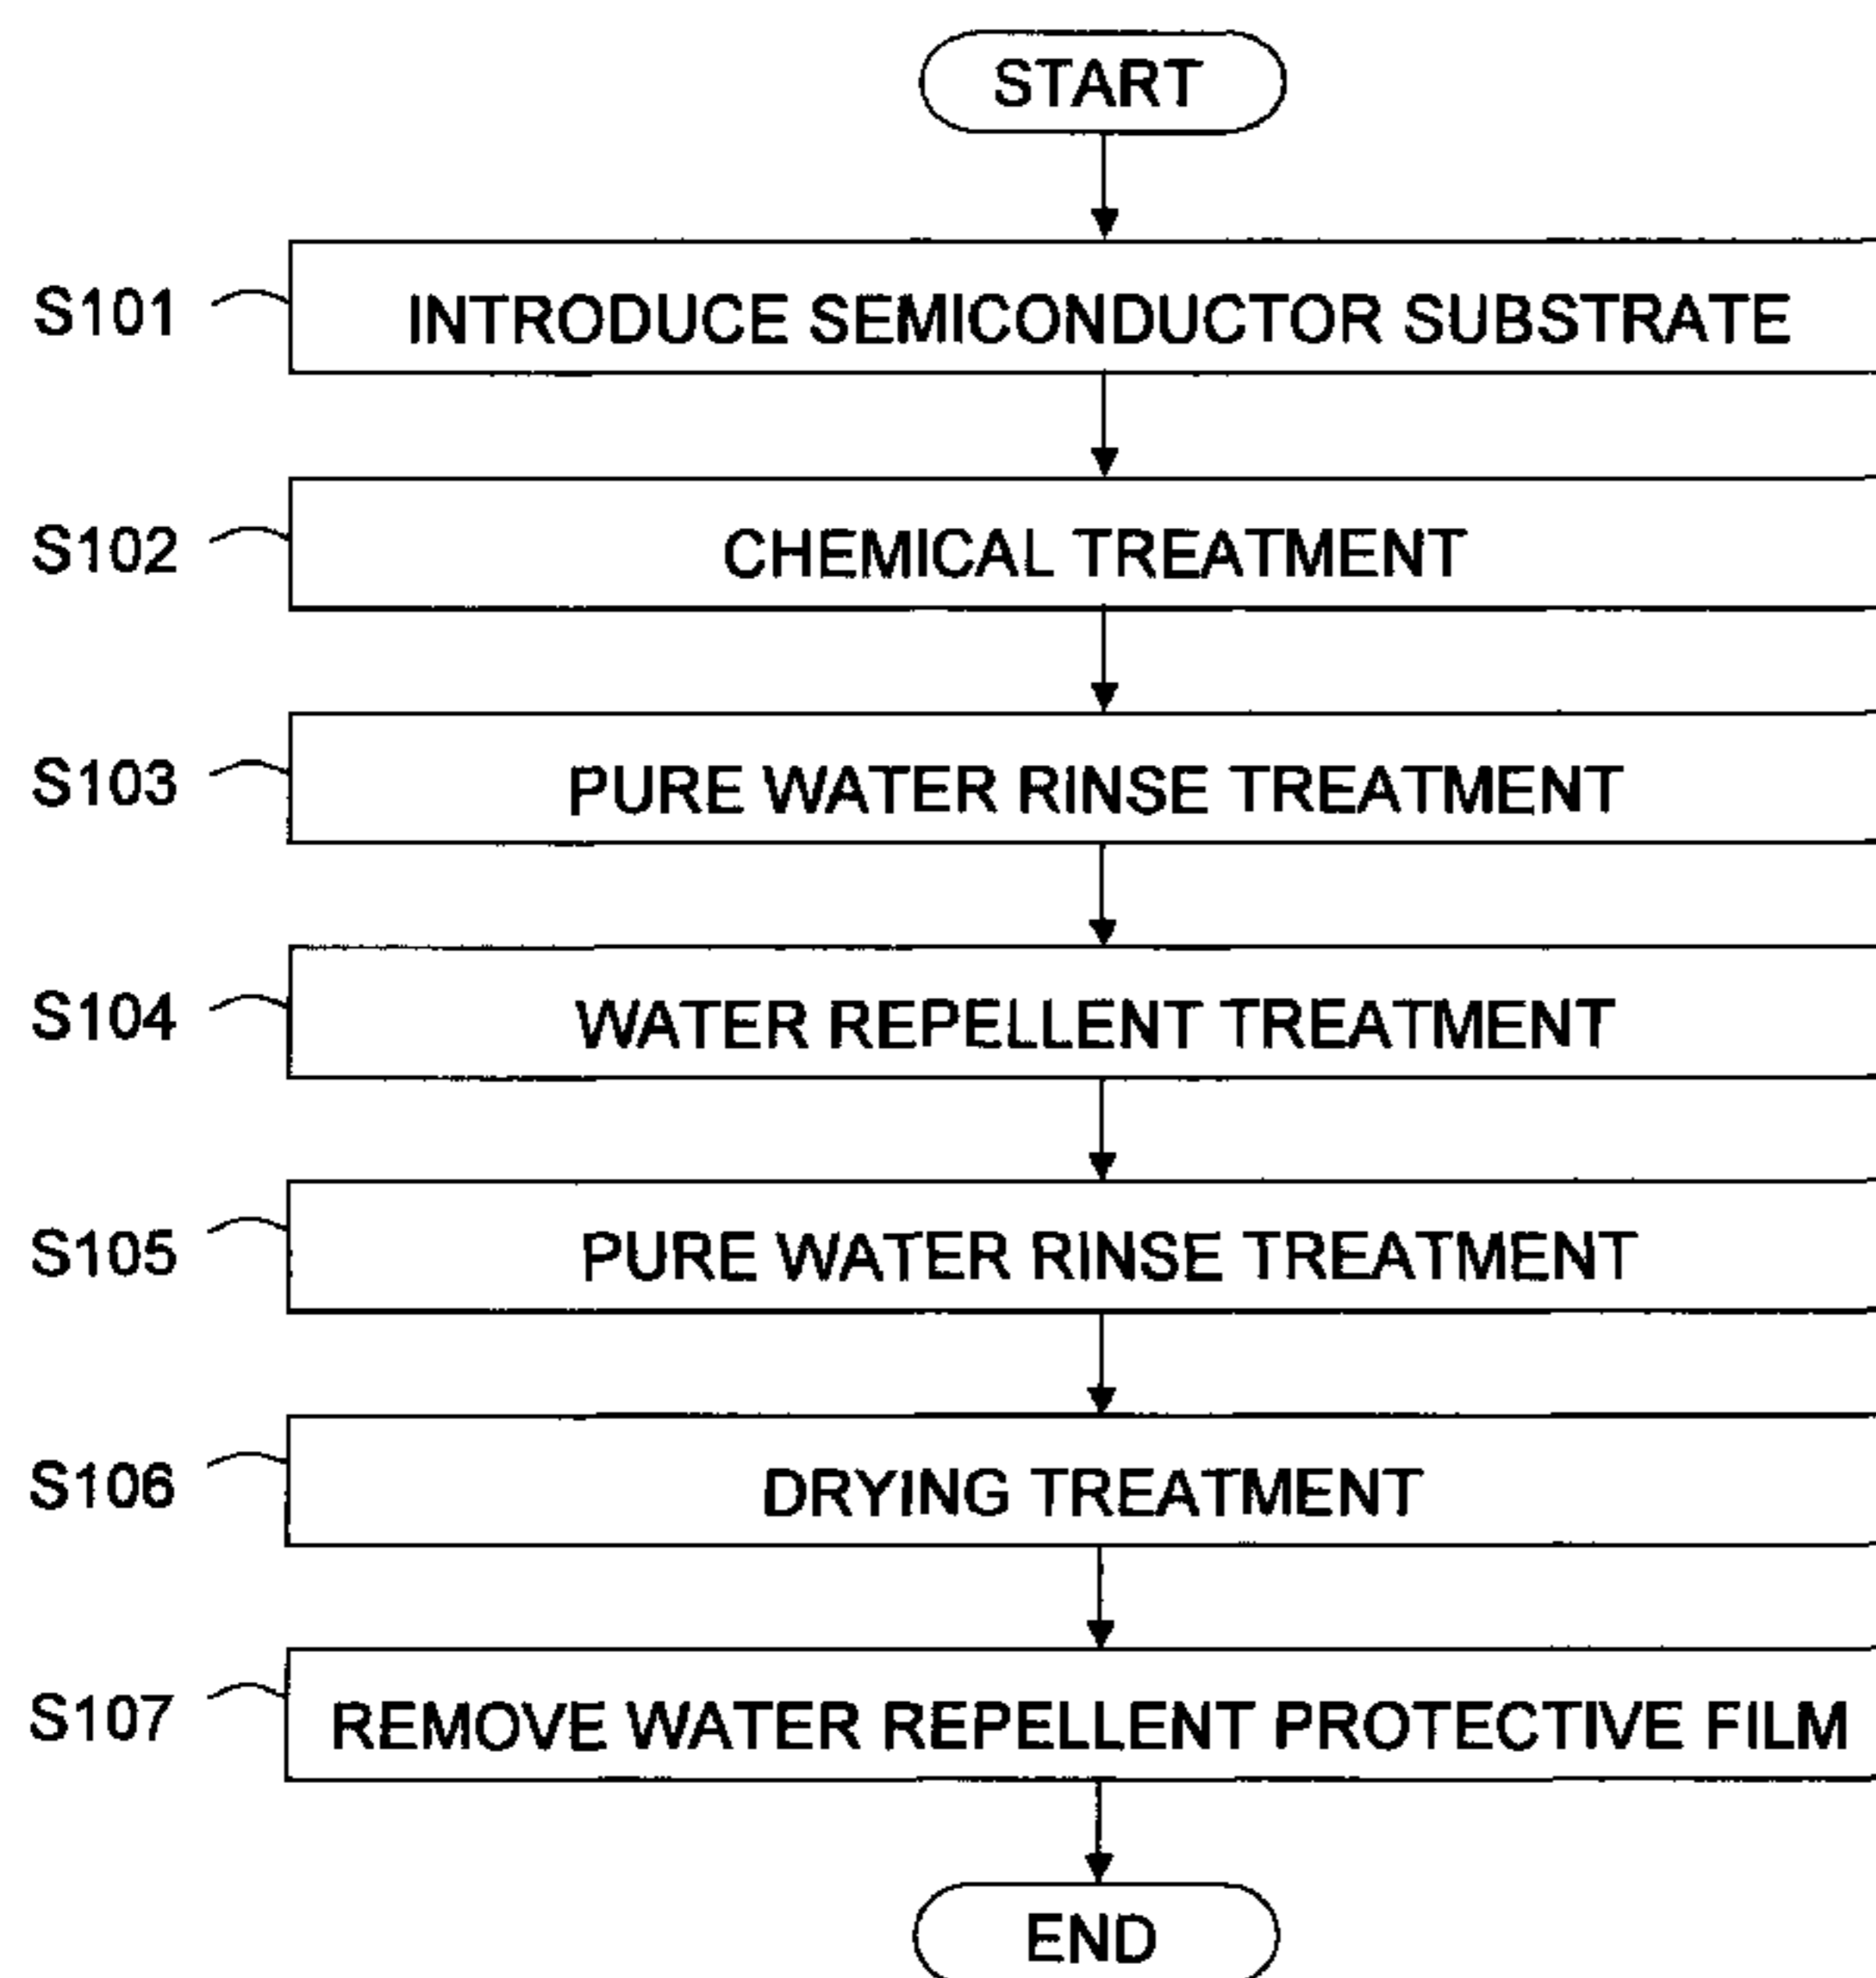 START
S101 INTRODUCE SEMICONDUCTOR SUBSTRATE
S102 CHEMICAL TREATMENT
S103 PURE WATER RINSE TREATMENT
S104 WATER REPELLENT TREATMENT
S105 PURE WATER RINSE TREATMENT
S106 DRYING TREATMENT
S107 REMOVE WATER REPELLENT PROTECTIVE FILM
END